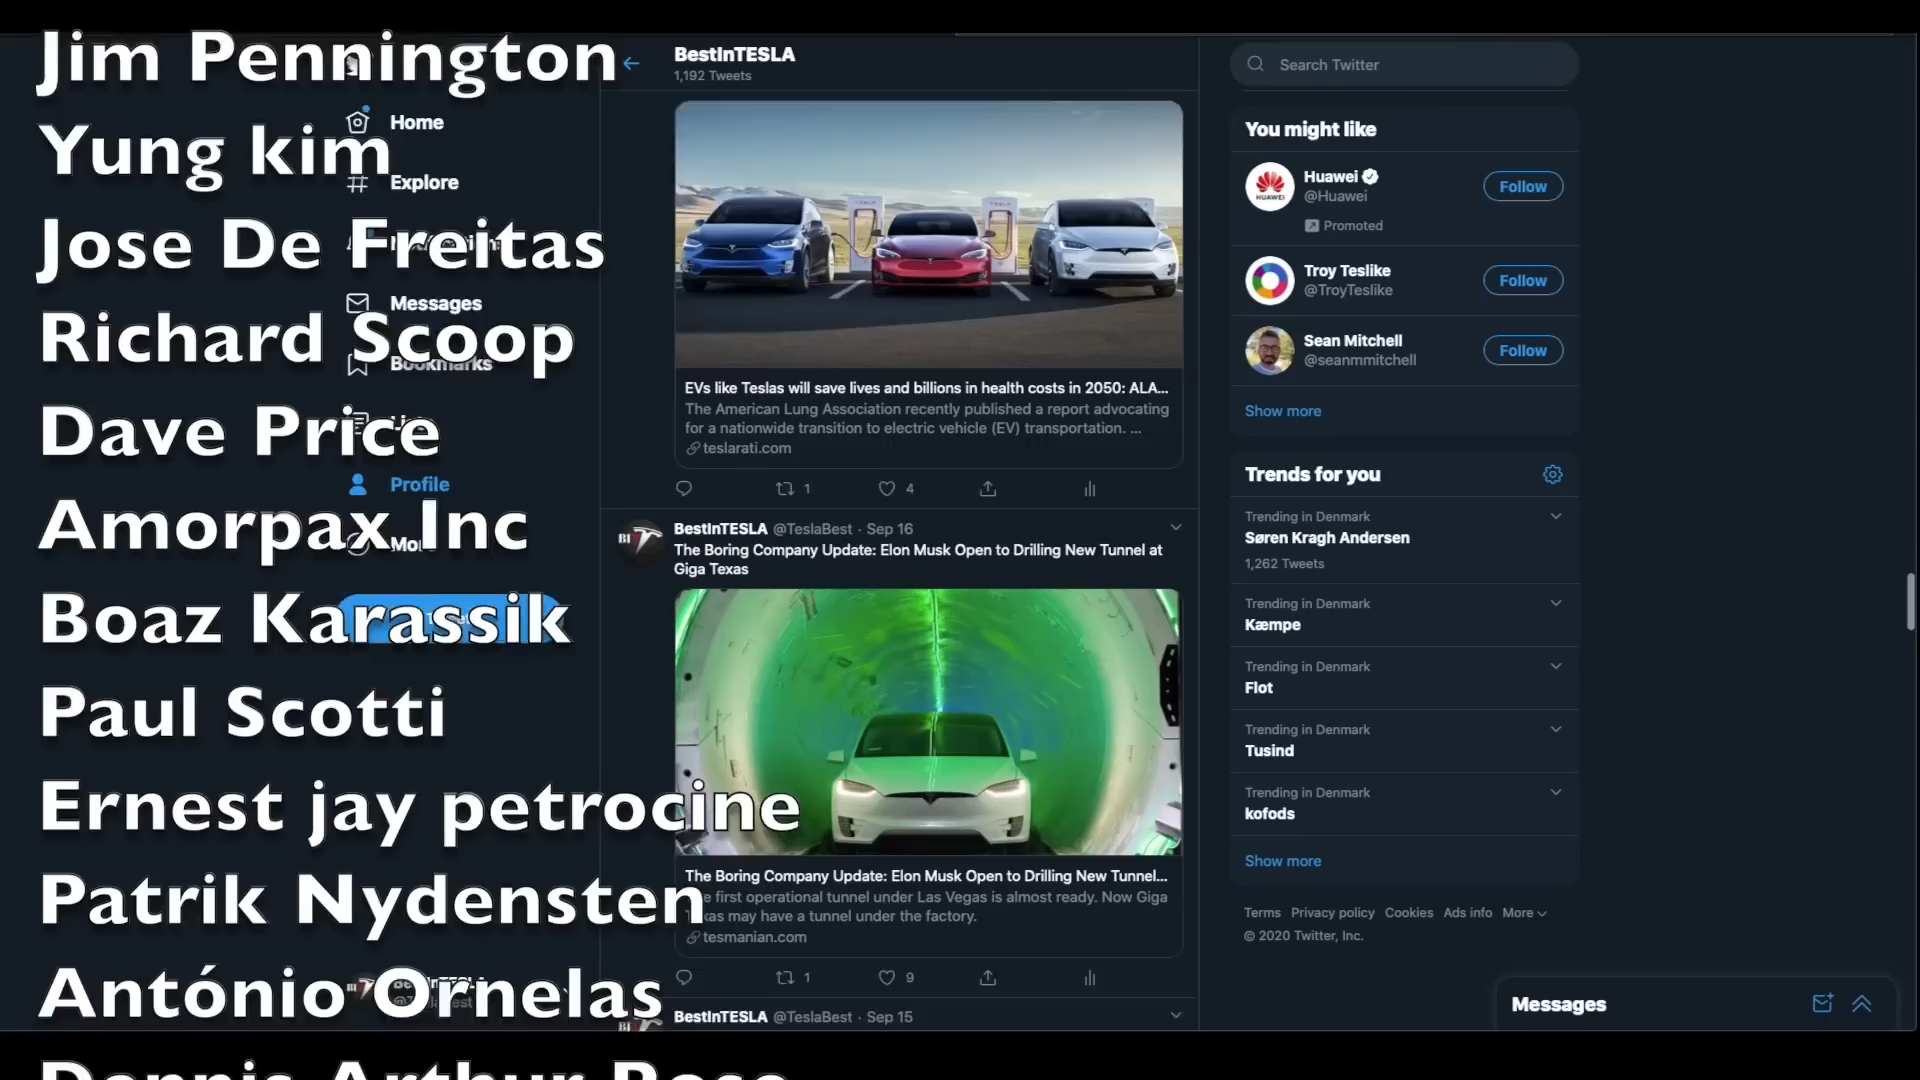 Jim Pennington
Yung kim
Jose De Freitas
Richard Scoop
Dave Price
Amorpax Inc
Boaz Karassik
Paul Scotti
Ernest jay petrocine
Patrik Nydensten
António Ornelas
Dennis Arthur Rose
Home
Explore
Messages
Bookmarks
Profile
BestInTESLA
1,192 Tweets
EVs like Teslas will save lives and billions in health costs in 2050: ALA...
The American Lung Association recently published a report advocating
for a nationwide transition to electric vehicle (EV) transportation. ...
teslarati.com
1 4
BestInTESLA @TeslaBest · Sep 16
The Boring Company Update: Elon Musk Open to Drilling New Tunnel at
Giga Texas
The Boring Company Update: Elon Musk Open to Drilling New Tunnel...
first operational tunnel under Las Vegas is almost ready. Now Giga
may have a tunnel under the factory.
tesmanian.com
1 9
BestInTESLA @TeslaBest · Sep 15
Search Twitter
You might like
Huawei
@Huawei
Follow
HUAWEI
Promoted
Troy Teslike
@TroyTeslike
Follow
Sean Mitchell
@seanmmitchell
Follow
Show more
Trends for you
Trending in Denmark
Søren Kragh Andersen
1,262 Tweets
Trending in Denmark
Kæmpe
Trending in Denmark
Flot
Trending in Denmark
Tusind
Trending in Denmark
kofods
Show more
Terms Privacy policy Cookies Ads info More
© 2020 Twitter, Inc.
Messages